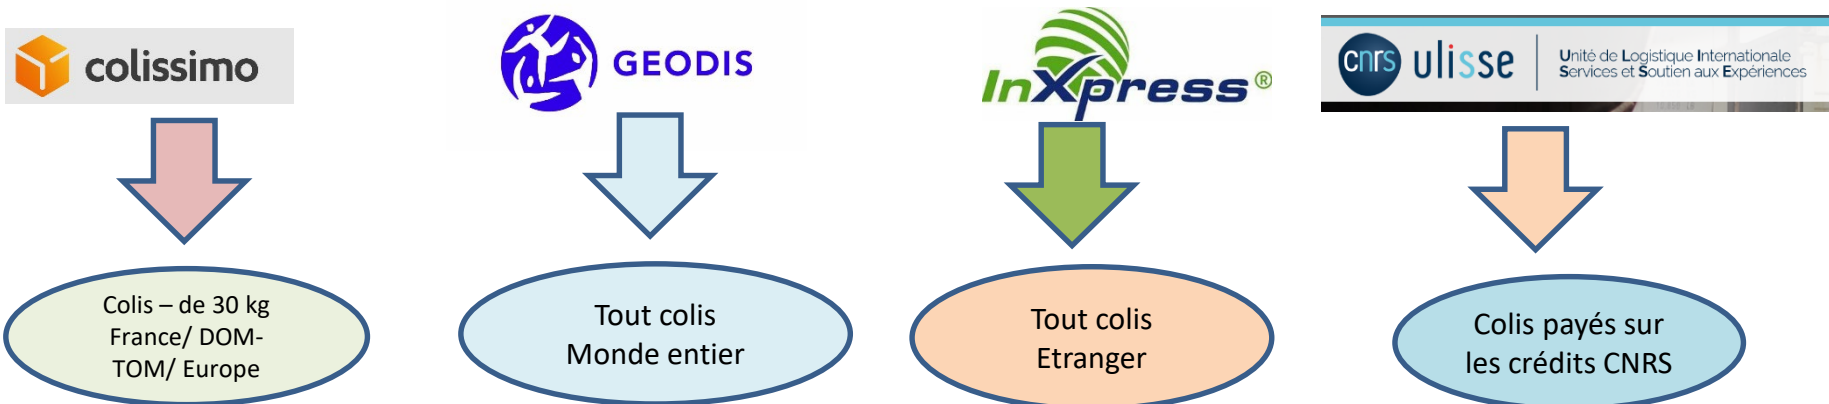 colissimo
GEODIS
InXpress®
cnrs ulisse
Unité de Logistique Internationale
Services et Soutien aux Expériences
Colis – de 30 kg
France/ DOM-
TOM/ Europe
Tout colis
Monde entier
Tout colis
Etranger
Colis payés sur
les crédits CNRS